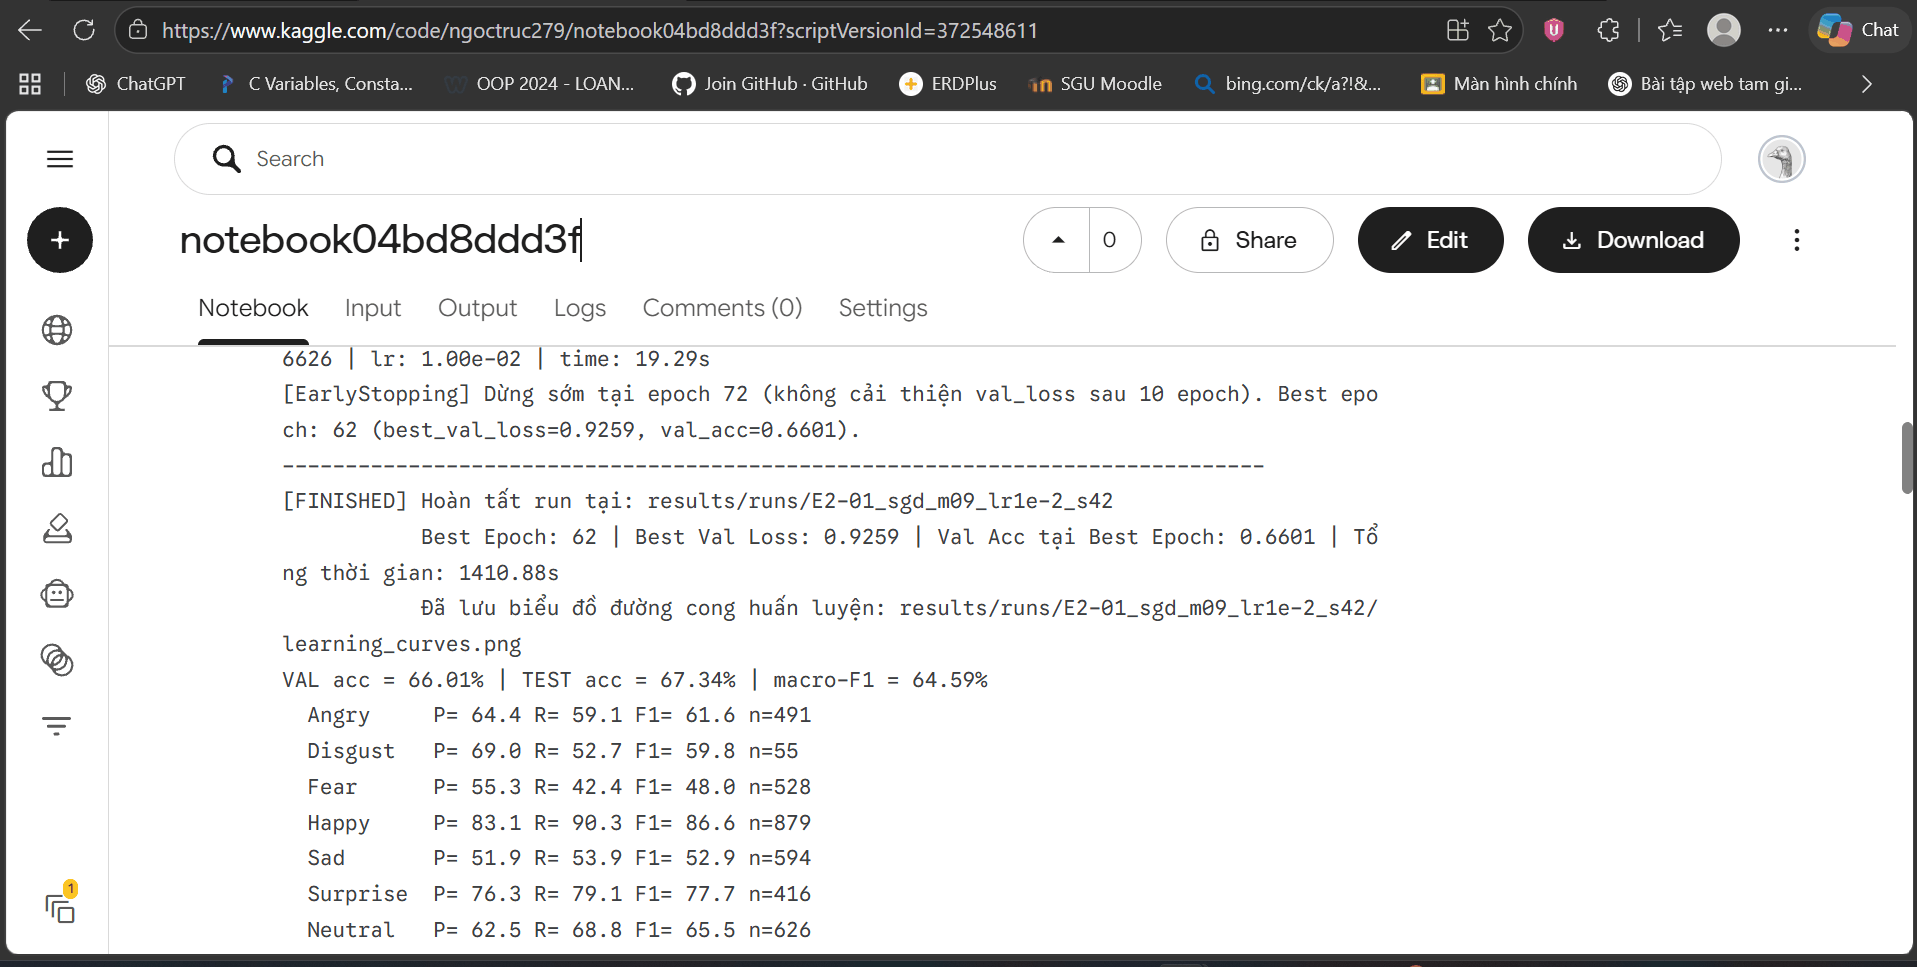 https://www.kaggle.com/code/ngoctruc279/notebook04bd8ddd3f?scriptVersionId=372548611
Chat
ChatGPT
C Variables, Consta...
OOP 2024 - LOAN...
Join GitHub · GitHub
ERDPlus
SGU Moodle
bing.com/ck/a?!&...
Màn hình chính
Bài tập web tam gi...
Search
notebook04bd8ddd3f
0
Share
Edit
Download
Notebook
Input
Output
Logs
Comments (0)
Settings
6626 | lr: 1.00e-02 | time: 19.29s
[EarlyStopping] Dừng sớm tại epoch 72 (không cải thiện val_loss sau 10 epoch). Best epo
ch: 62 (best_val_loss=0.9259, val_acc=0.6601).
------------------------------------------------------------------------------
[FINISHED] Hoàn tất run tại: results/runs/E2-01_sgd_m09_lr1e-2_s42
Best Epoch: 62 | Best Val Loss: 0.9259 | Val Acc tại Best Epoch: 0.6601 | Tổ
ng thời gian: 1410.88s
Đã lưu biểu đồ đường cong huấn luyện: results/runs/E2-01_sgd_m09_lr1e-2_s42/
learning_curves.png
VAL acc = 66.01% | TEST acc = 67.34% | macro-F1 = 64.59%
Angry P= 64.4 R= 59.1 F1= 61.6 n=491
Disgust P= 69.0 R= 52.7 F1= 59.8 n=55
Fear P= 55.3 R= 42.4 F1= 48.0 n=528
Happy P= 83.1 R= 90.3 F1= 86.6 n=879
Sad P= 51.9 R= 53.9 F1= 52.9 n=594
Surprise P= 76.3 R= 79.1 F1= 77.7 n=416
Neutral P= 62.5 R= 68.8 F1= 65.5 n=626
1